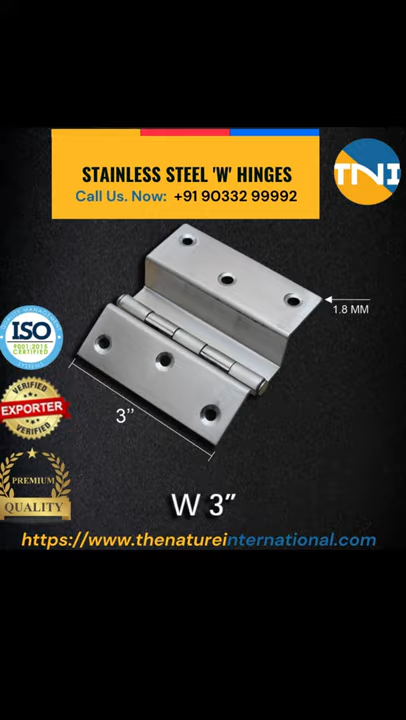 STAINLESS STEEL 'W' HINGES
Call Us. Now: +91 90332 99992
TNI
1.8 MM
ISO
9001:2015
CERTIFIED
VERIFIED
EXPORTER
VERIFIED
3’’
PREMIUM
QUALITY
W 3”
https://www.thenatureinternational.com